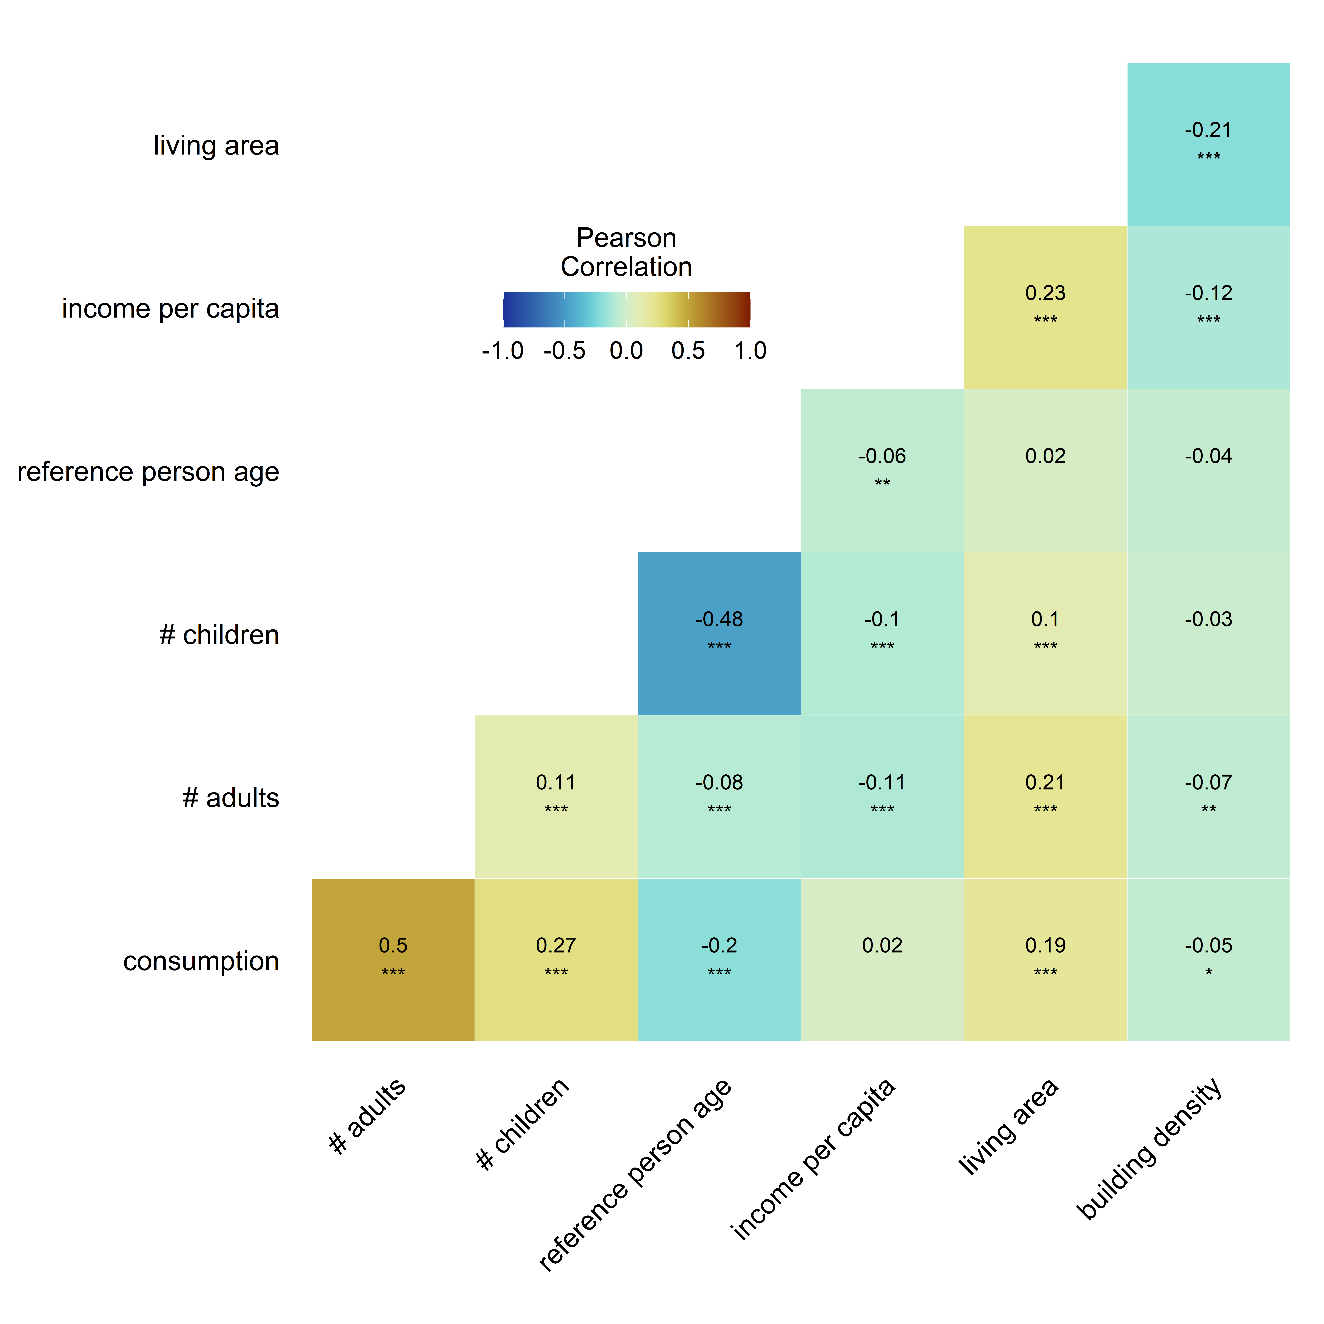 living area
-0.21
***
Pearson
Correlation
-1.0 -0.5 0.0 0.5 1.0
income per capita
0.23 -0.12
*** ***
reference person age
-0.06 0.02 -0.04
**
# children
-0.48 -0.1 0.1 -0.03
*** *** ***
# adults
0.11 -0.08 -0.11 0.21 -0.07
*** *** *** *** **
consumption
0.5 0.27 -0.2 0.02 0.19 -0.05
*** *** *** *** *
# adults
# children
reference person age
income per capita
living area
building density